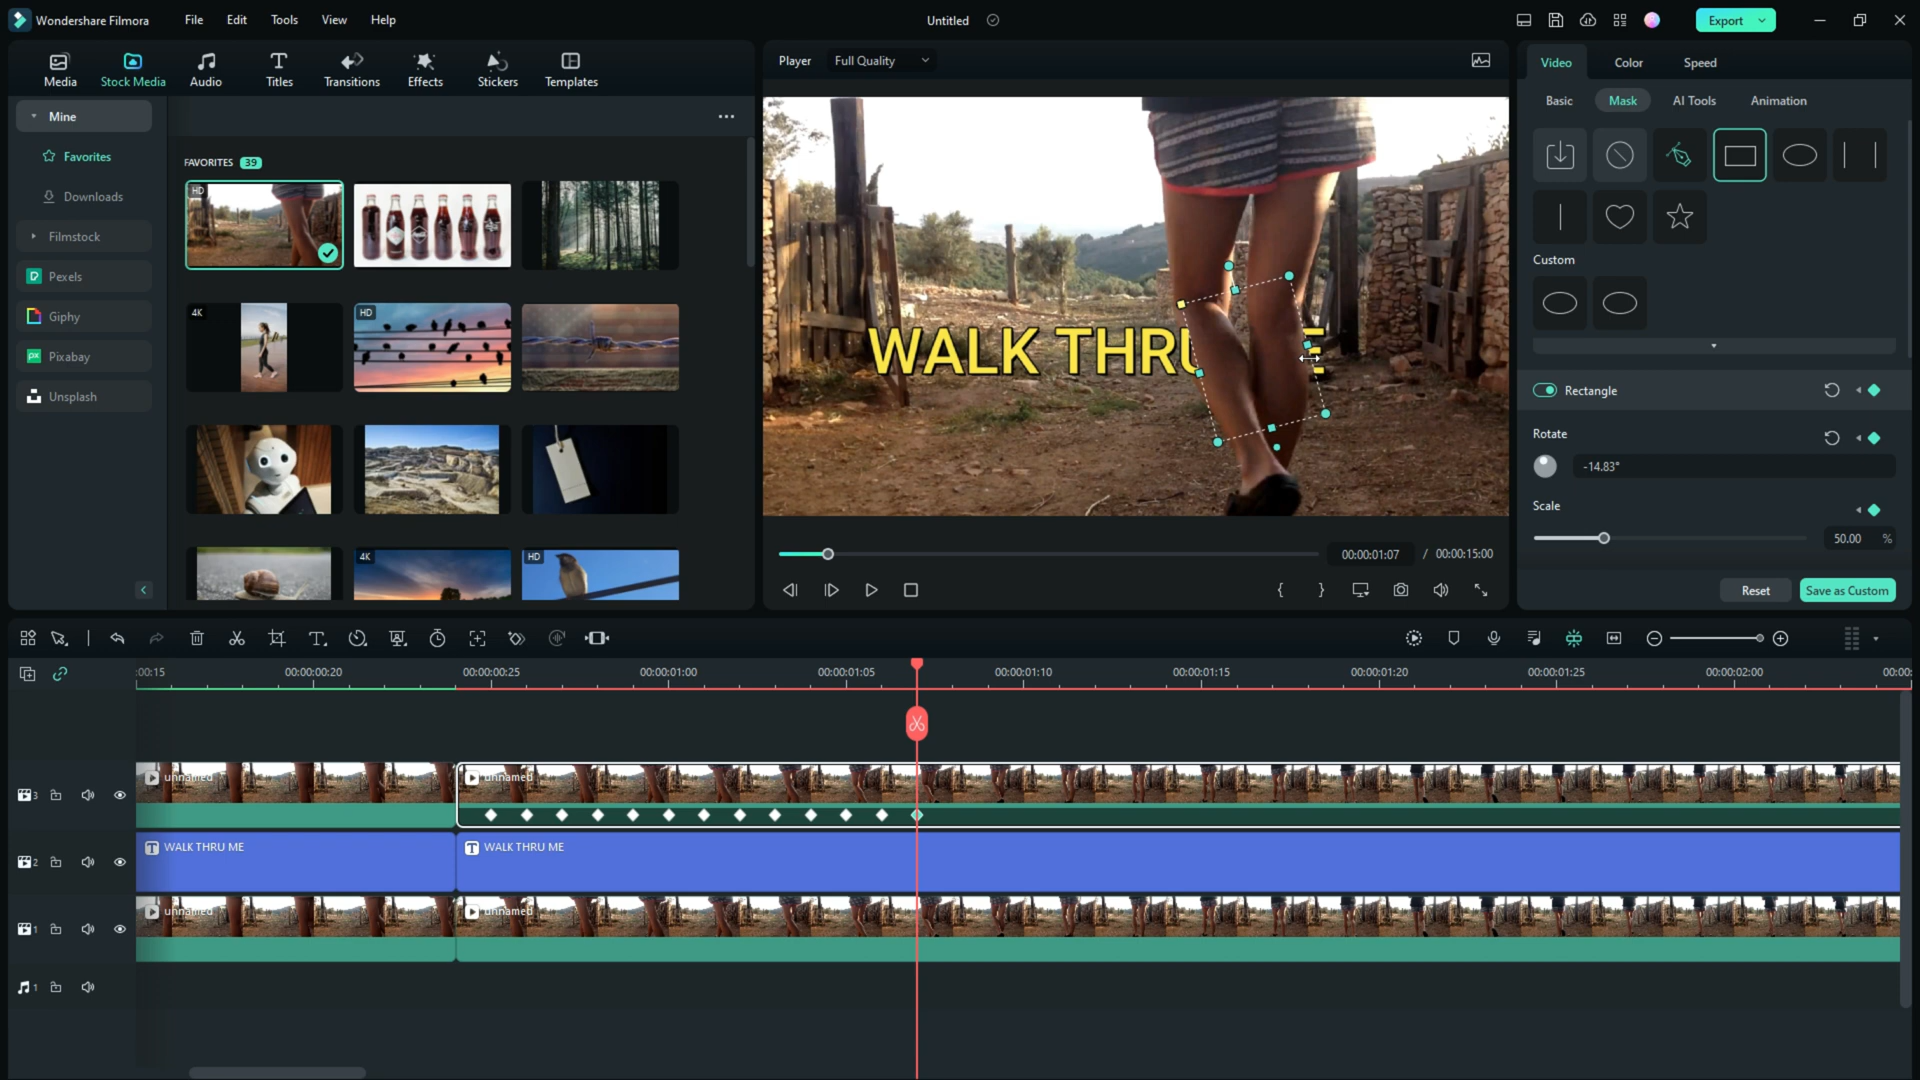 Wondershare Filmora
File
Edit
Tools
View
Help
Untitled
Export
Media
Stock Media
Audio
Titles
Transitions
Effects
Stickers
Templates
Player
Full Quality
Video
Color
Speed
Basic
Mask
AI Tools
Animation
Mine
Favorites
Downloads
Filmstock
Pexels
Giphy
Pixabay
Unsplash
FAVORITES 39
HD
4K
HD
4K
HD
WALK THRU E
Custom
Rectangle
Rotate
-14.83°
Scale
50.00 %
Reset
Save as Custom
00:00:01:07 / 00:00:15:00
:00:15
00:00:00:20
00:00:00:25
00:00:01:00
00:00:01:05
00:00:01:10
00:00:01:15
00:00:01:20
00:00:01:25
00:00:02:00
00:00:
3
unnamed
unnamed
2
T WALK THRU ME
T WALK THRU ME
1
unnamed
unnamed
1